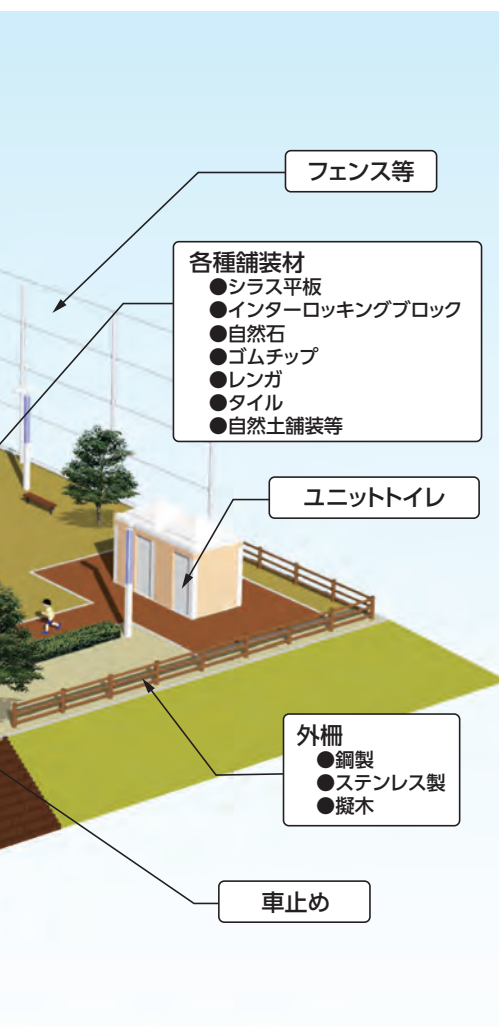 フェンス等
各種舗装材
●シラス平板
●インターロッキングブロック
●自然石
●ゴムチップ
●レンガ
●タイル
●自然土舗装等
ユニットトイレ
外柵
●鋼製
●ステンレス製
●擬木
車止め